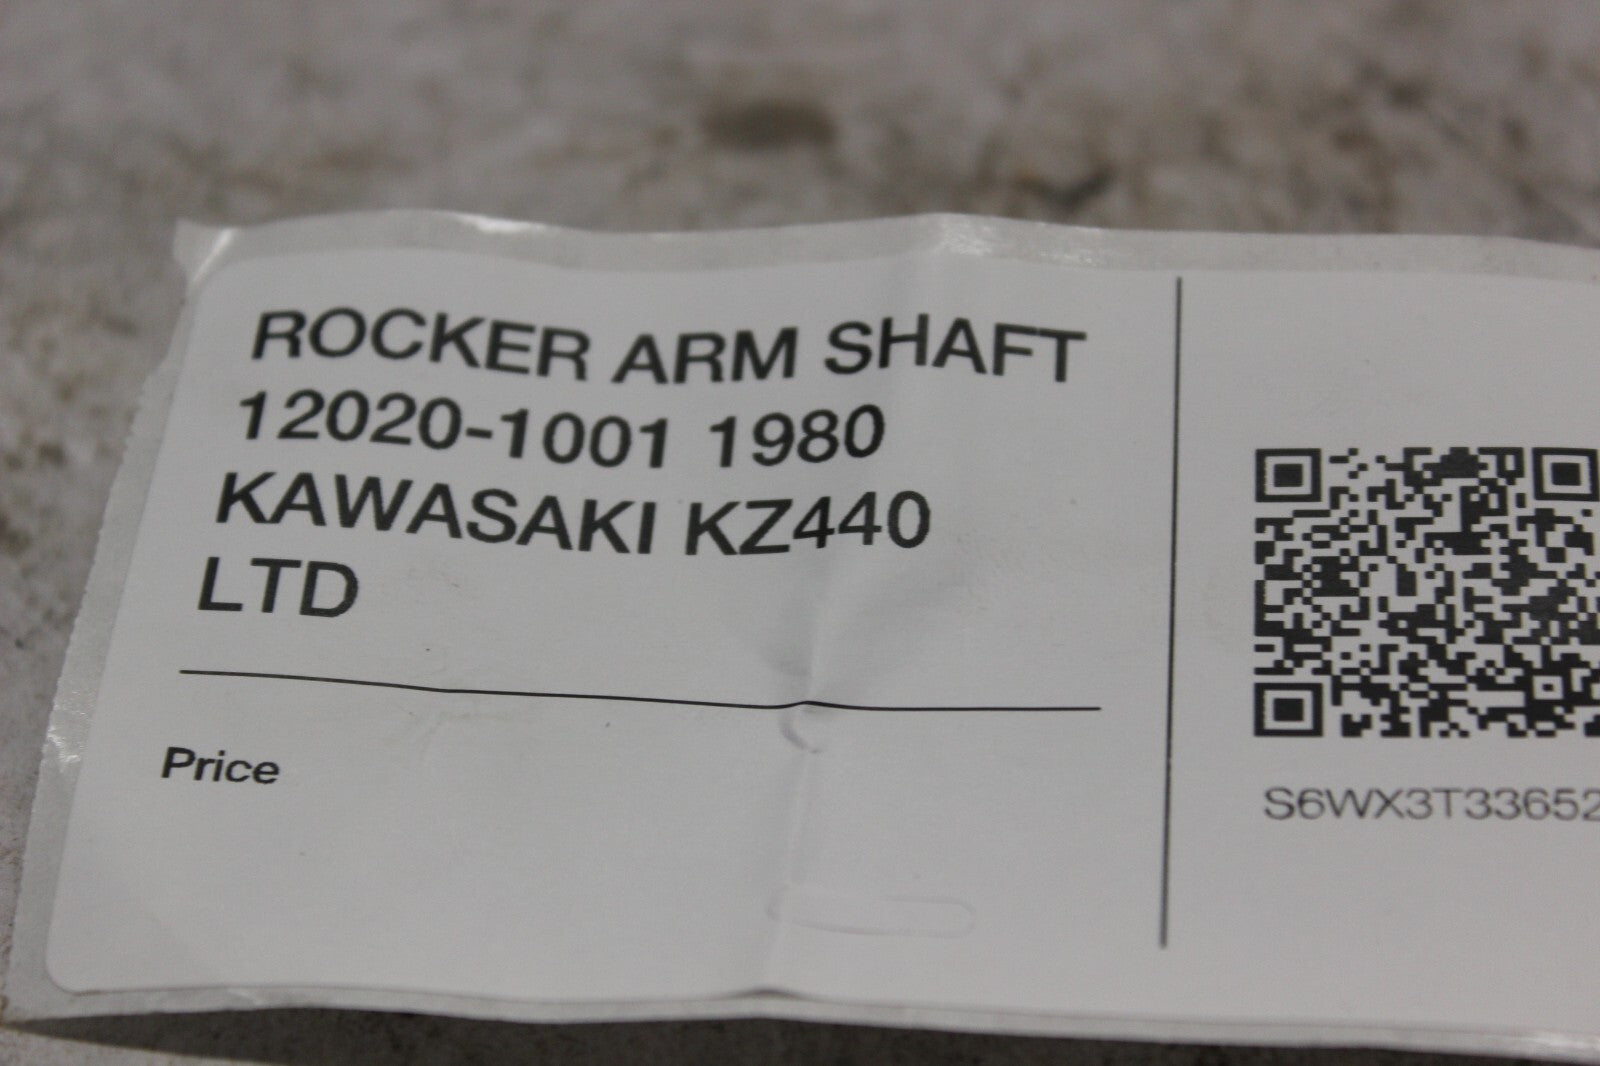 ROCKER ARM SHAFT
12020-1001 1980
KAWASAKI KZ440
LTD
Price
S6WX3T33652